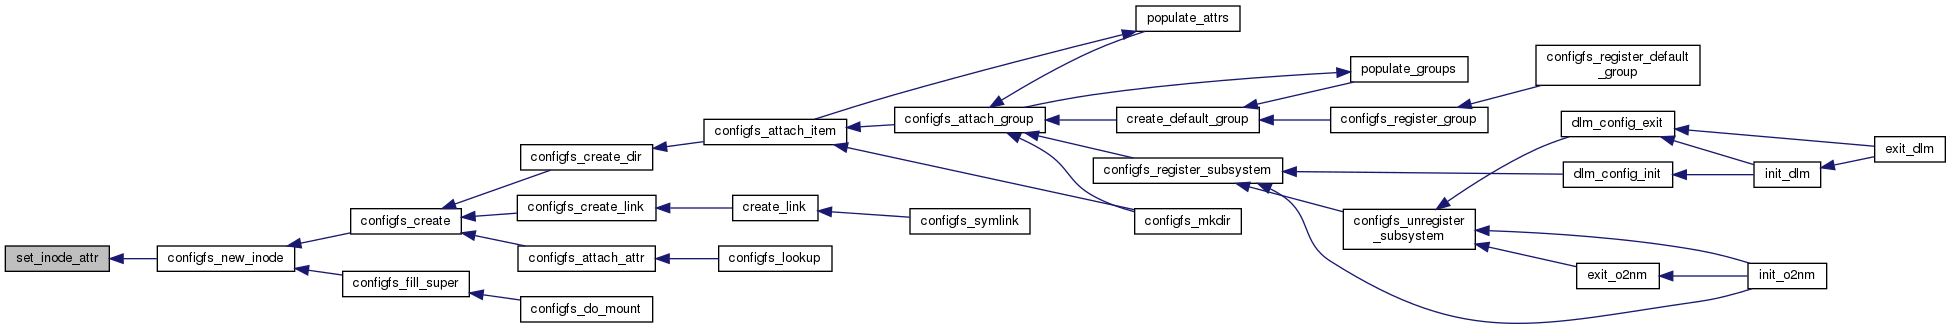 populate_attrs
configfs_register_default
_group
populate_groups
configfs_attach_group
create_default_group
configfs_register_group
dlm_config_exit
configfs_attach_item
exit_dlm
configfs_create_dir
configfs_register_subsystem
dlm_config_init
init_dlm
configfs_create_link
create_link
configfs_create
configfs_symlink
configfs_mkdir
configfs_unregister
_subsystem
set_inode_attr
configfs_new_inode
configfs_attach_attr
configfs_lookup
exit_o2nm
init_o2nm
configfs_fill_super
configfs_do_mount